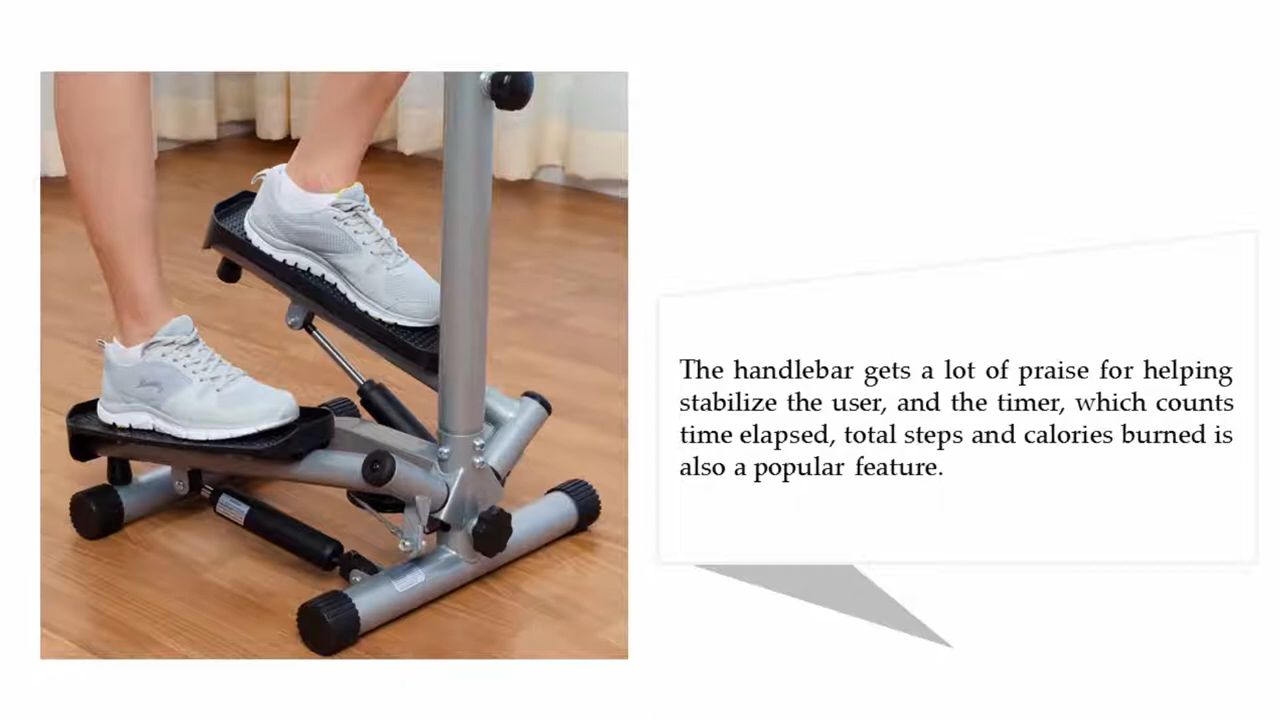 The handlebar gets a lot of praise for helping
stabilize the user, and the timer, which counts
time elapsed, total steps and calories burned is
also a popular feature.